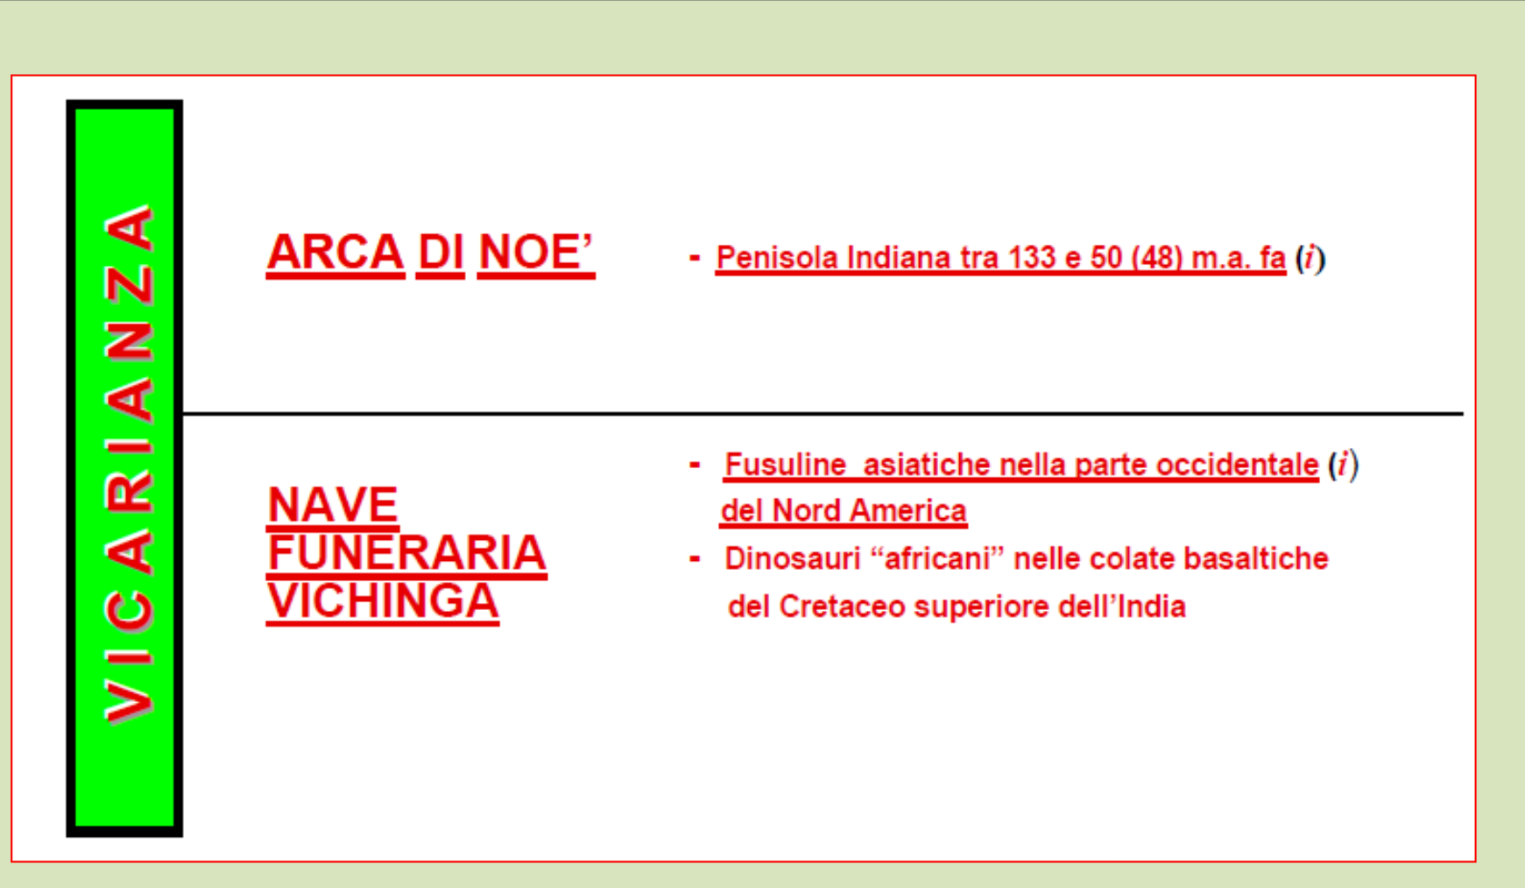 VICARIANZA
ARCA DI NOE’
- Penisola Indiana tra 133 e 50 (48) m.a. fa (i)
NAVE
FUNERARIA
VICHINGA
- Fusuline asiatiche nella parte occidentale (i)
del Nord America
- Dinosauri “africani” nelle colate basaltiche
del Cretaceo superiore dell’India